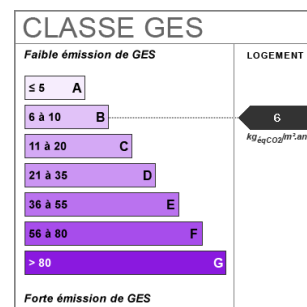 CLASSE GES
Faible émission de GES
LOGEMENT
≤ 5 A
6 à 10 B
6
kgéqCO2/m².an
11 à 20 C
21 à 35 D
36 à 55 E
56 à 80 F
> 80 G
Forte émission de GES